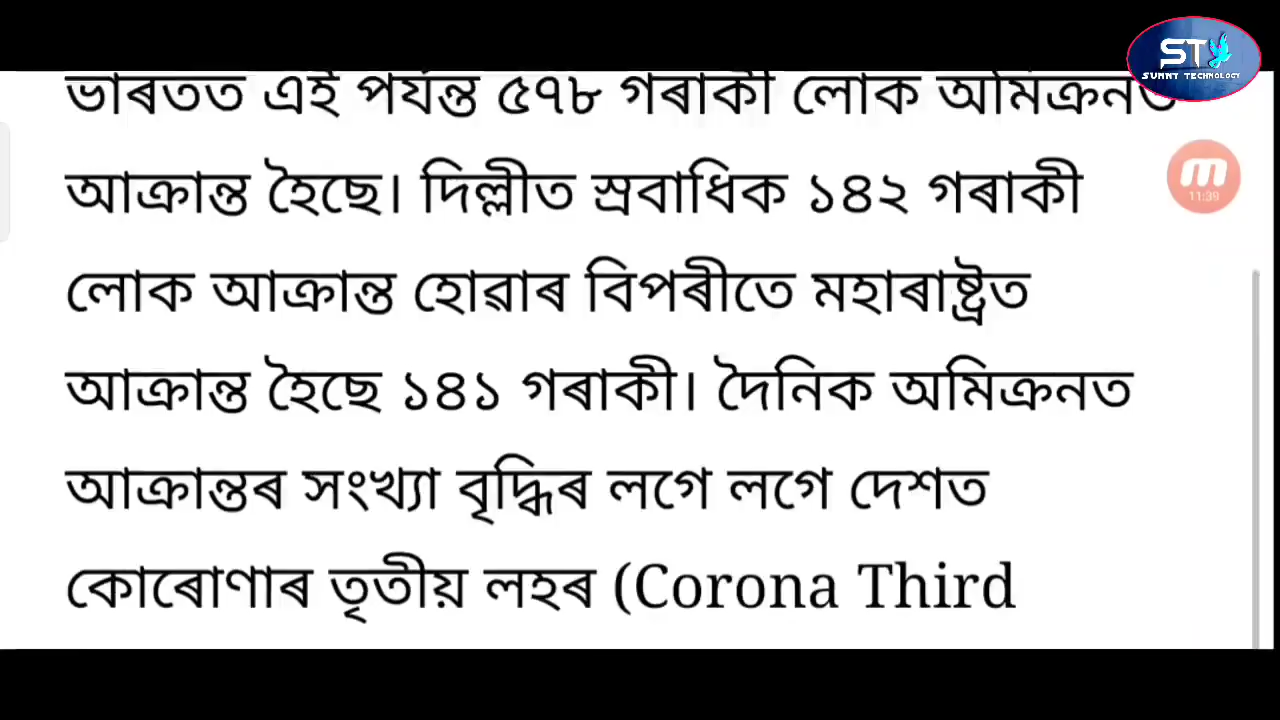 ST
SUNNY TECHNOLOGY
ভাৰতত এই পৰ্যন্ত ৫৭৮ গৰাকী লোক অমিক্ৰনত
11:39
আক্ৰান্ত হৈছে। দিল্লীত স্ৰবাধিক ১৪২ গৰাকী
লোক আক্ৰান্ত হোৱাৰ বিপৰীতে মহাৰাষ্ট্ৰত
আক্ৰান্ত হৈছে ১৪১ গৰাকী। দৈনিক অমিক্ৰনত
আক্ৰান্তৰ সংখ্যা বৃদ্ধিৰ লগে লগে দেশত
কোৰোণাৰ তৃতীয় লহৰ (Corona Third